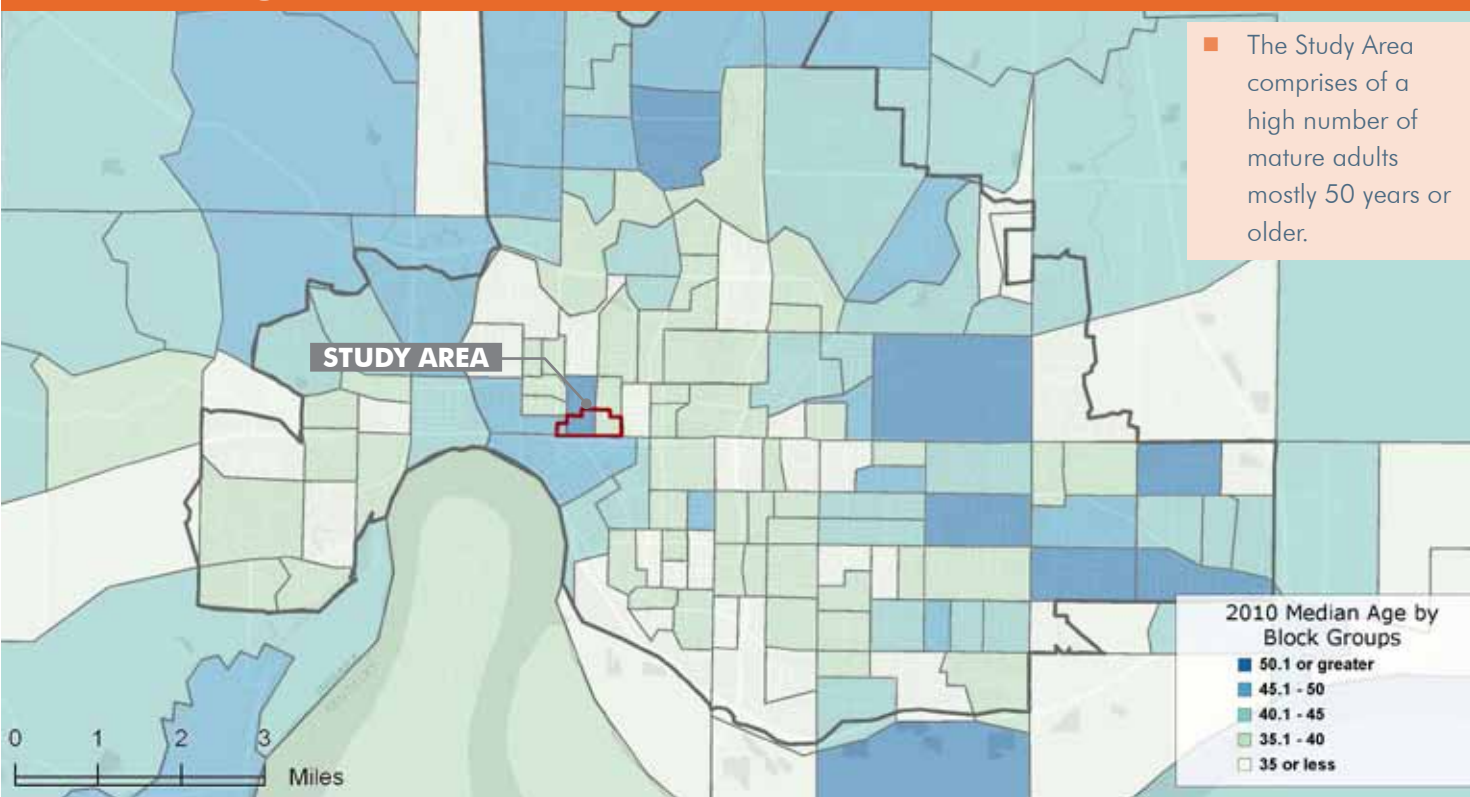 ■ The Study Area
comprises of a
high number of
mature adults
mostly 50 years or
older.
STUDY AREA
2010 Median Age by
Block Groups
50.1 or greater
45.1 - 50
40.1 - 45
35.1 - 40
35 or less
0 1 2 3
Miles